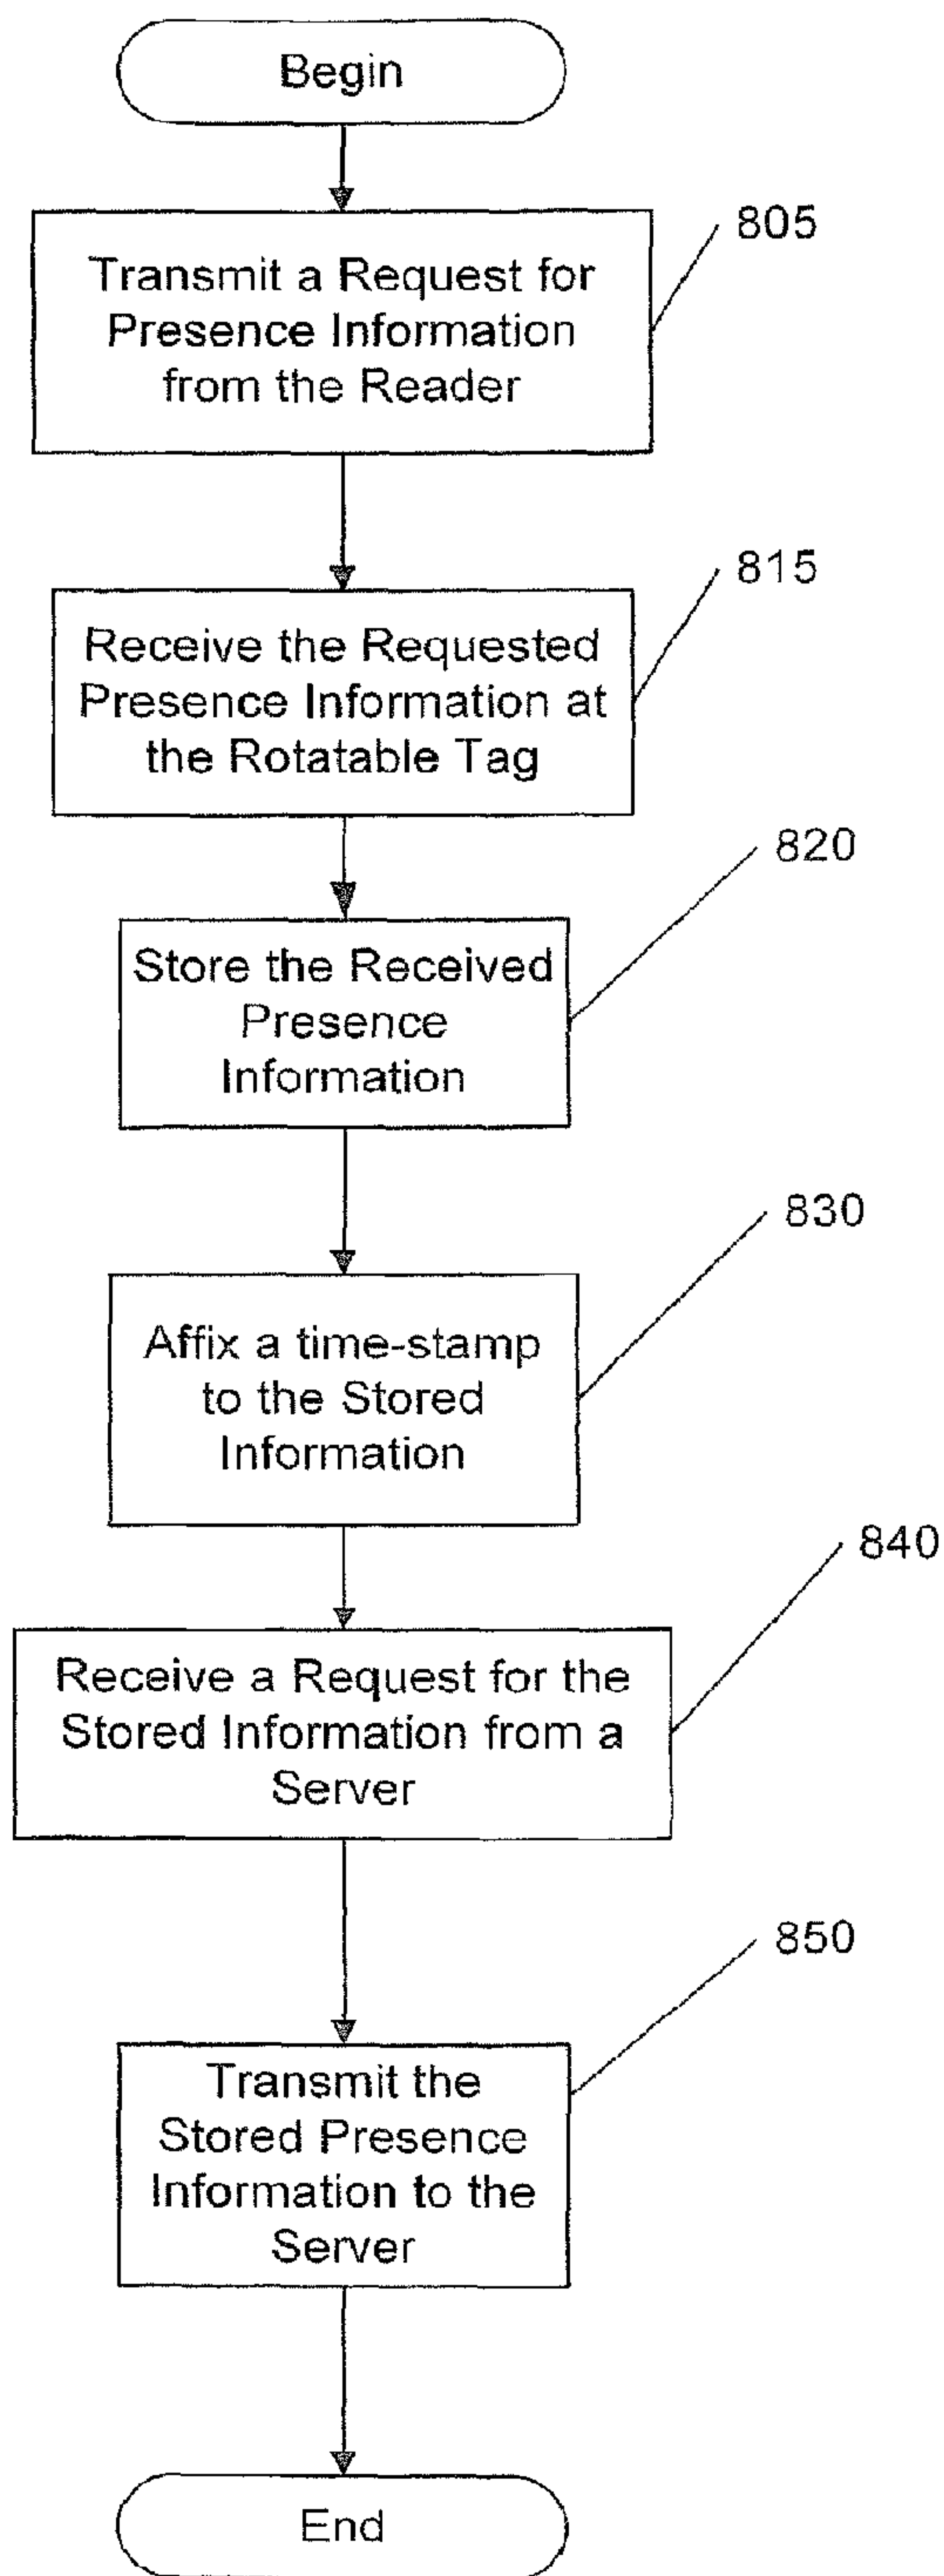 Begin
805
Transmit a Request for
Presence Information
from the Reader
815
Receive the Requested
Presence Information at
the Rotatable Tag
820
Store the Received
Presence
Information
830
Affix a time-stamp
to the Stored
Information
840
Receive a Request for the
Stored Information from a
Server
850
Transmit the
Stored Presence
Information to the
Server
End